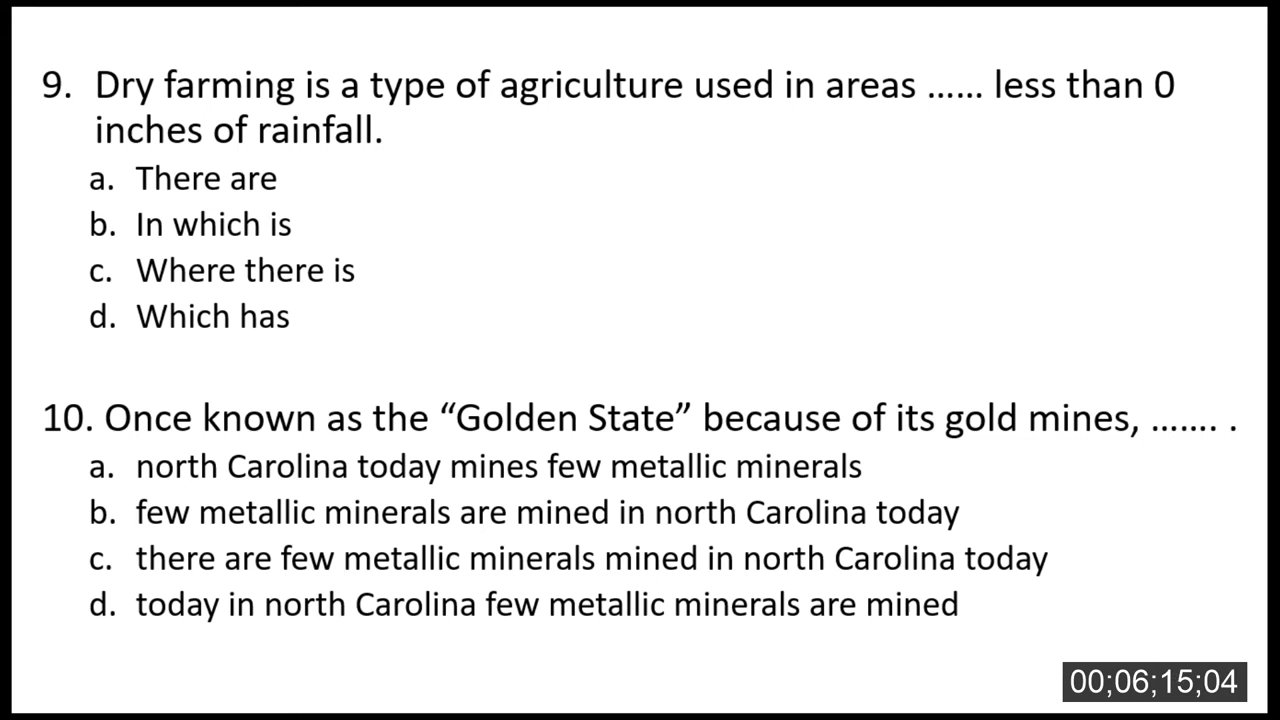 9. Dry farming is a type of agriculture used in areas …... less than 0
inches of rainfall.
a. There are
b. In which is
c. Where there is
d. Which has
10. Once known as the “Golden State” because of its gold mines, ……. .
a. north Carolina today mines few metallic minerals
b. few metallic minerals are mined in north Carolina today
c. there are few metallic minerals mined in north Carolina today
d. today in north Carolina few metallic minerals are mined
00;06;15;04